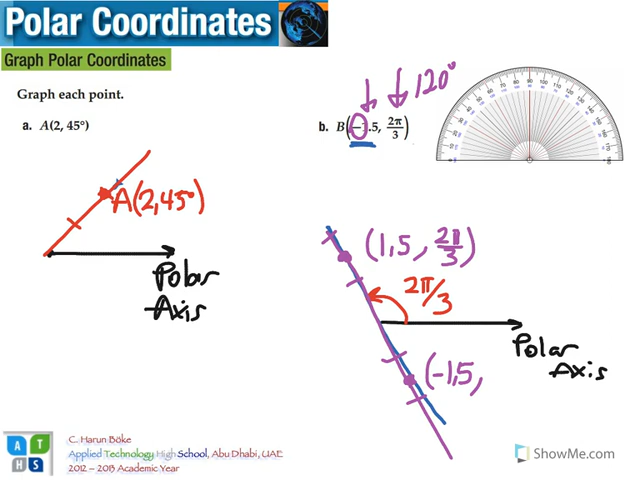 Polar Coordinates
Graph Polar Coordinates
Graph each point.
a. A(2, 45°)
b. B(−1.5, 2π/3)
120°
A(2,45°)
Polar
Axis
(1,5, 2π/3)
2π/3
Polar
Axis
(-1,5,
A T
H S
C. Harun Böke
Applied Technology High School, Abu Dhabi, UAE
2012 – 2013 Academic Year
ShowMe.com